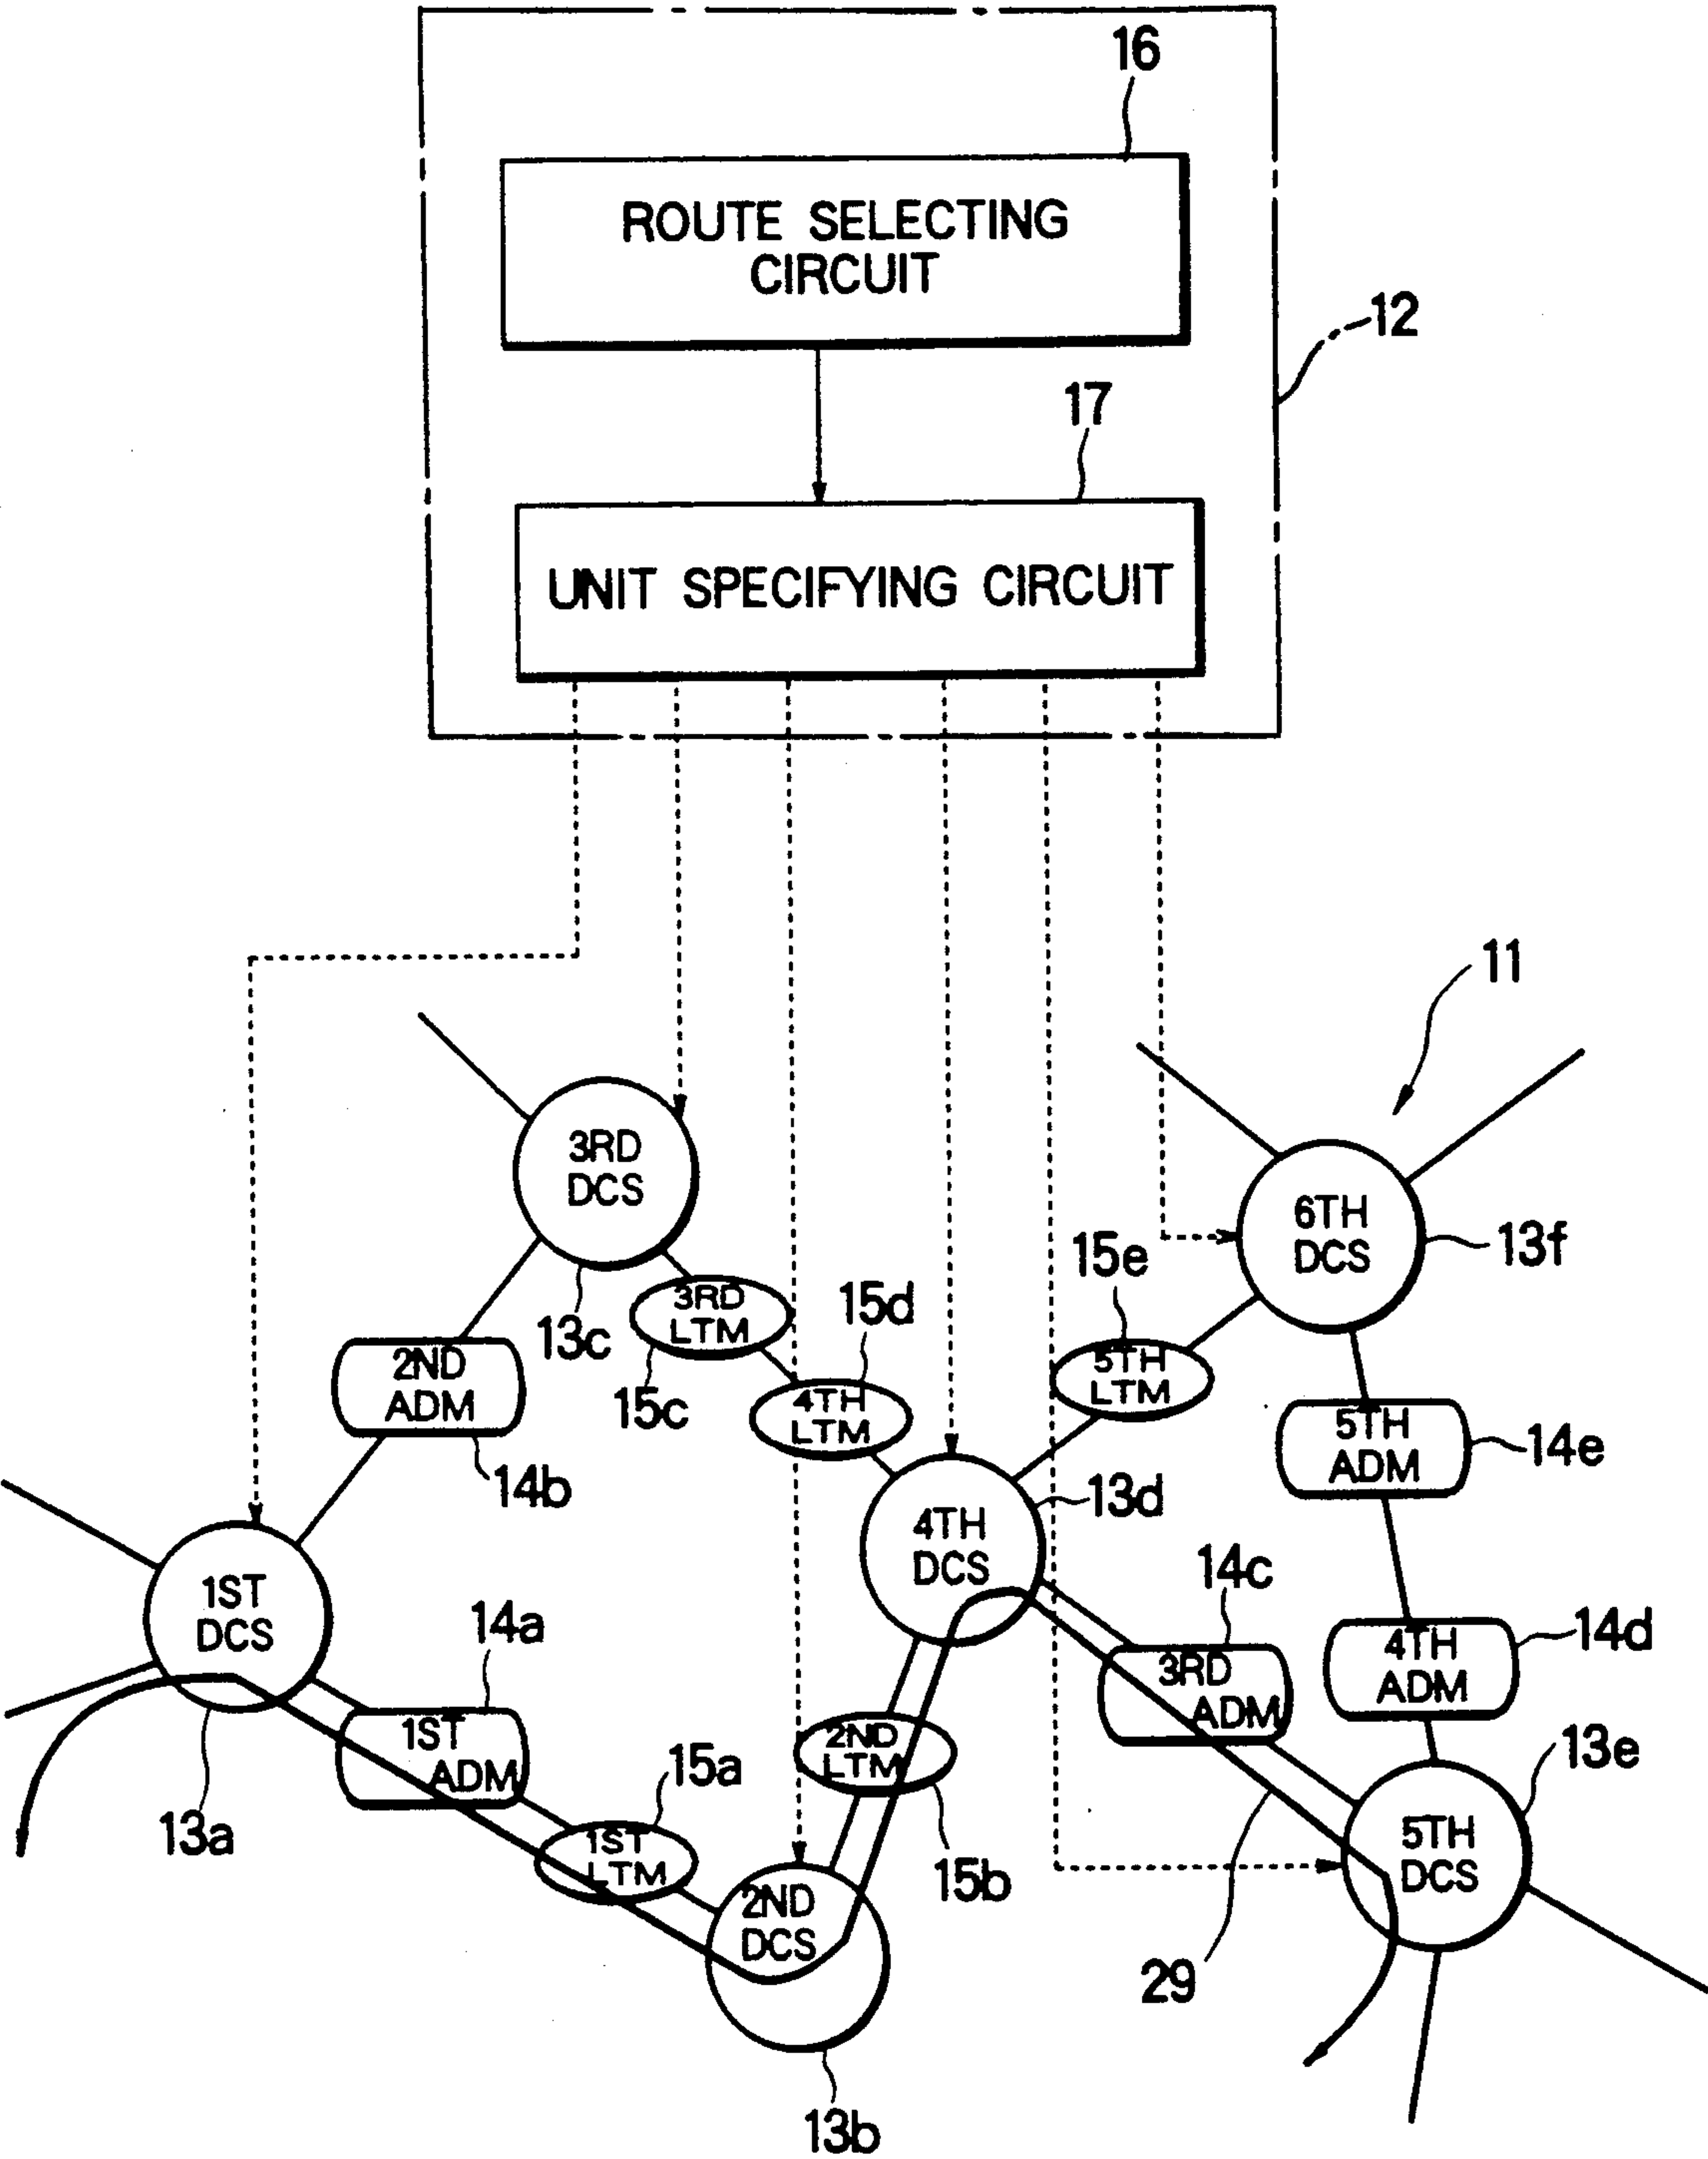 16
ROUTE SELECTING
CIRCUIT
12
17
UNIT SPECIFYING CIRCUIT
11
3RD
DCS
6TH
DCS
13f
15e
15d
13c
3RD
LTM
5TH
LTM
2ND
ADM
15c
4TH
LTM
5TH
ADM
14e
14b
13d
4TH
DCS
14c
1ST
DCS
14a
14d
4TH
ADM
3RD
ADM
1ST
ADM
15a
2ND
LTM
13e
13a
1ST
LTM
5TH
DCS
15b
2ND
DCS
29
13b